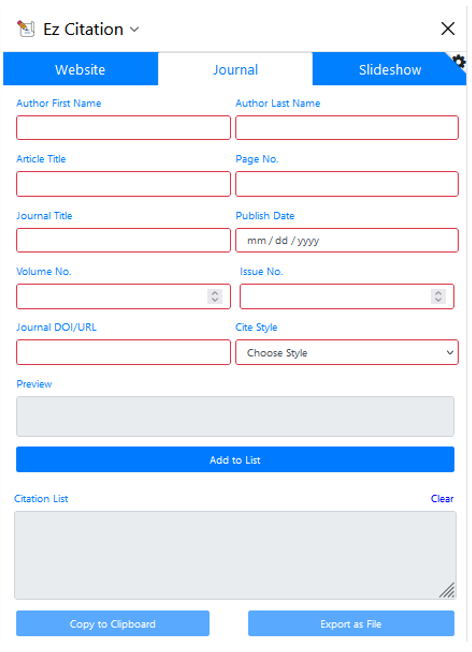 Ez Citation
Website Journal Slideshow
Author First Name Author Last Name
Article Title Page No.
Journal Title Publish Date
mm / dd / yyyy
Volume No. Issue No.
Journal DOI/URL Cite Style
Choose Style
Preview
Add to List
Citation List Clear
Copy to Clipboard Export as File